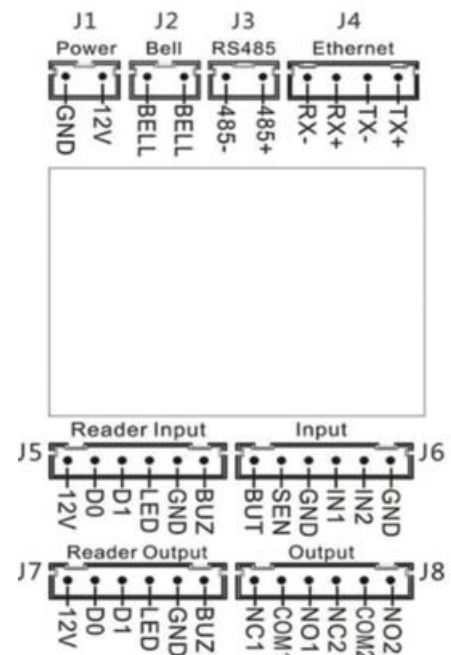 J1 J2 J3 J4
Power Bell RS485 Ethernet
GND 12V BELL BELL 485- 485+ RX- RX+ TX- TX+
Reader Input Input
J5 J6
12V D0 D1 LED GND BUZ BUT SEN GND IN1 IN2 GND
Reader Output Output
J7 J8
12V D0 D1 LED GND BUZ NC1 COM1 NO1 NC2 COM2 NO2